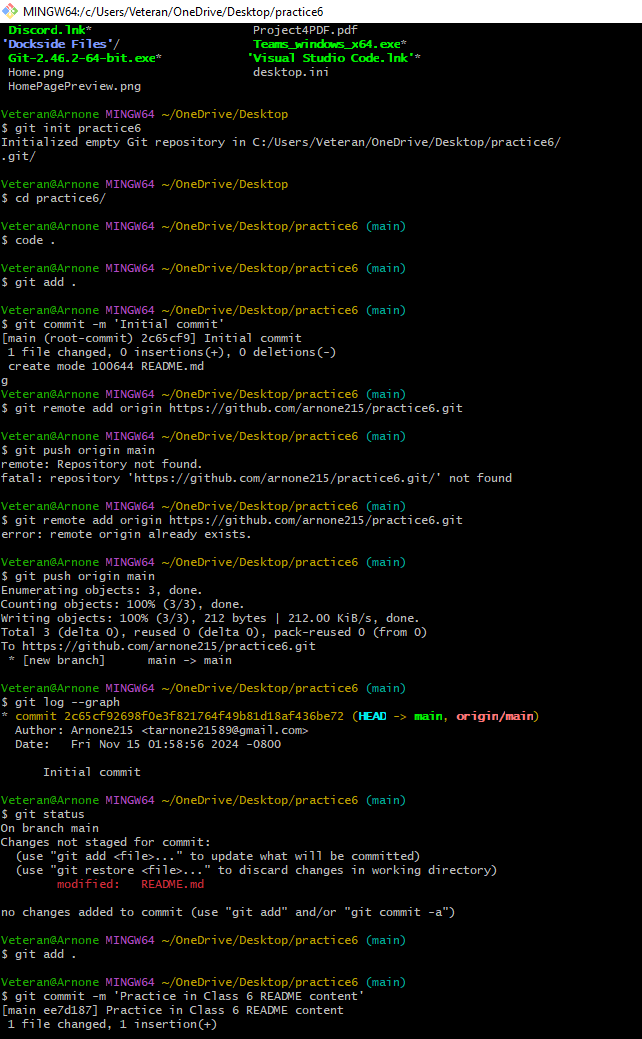 MINGW64:/c/Users/Veteran/OneDrive/Desktop/practice6
Discord.lnk* Project4PDF.pdf
'Dockside Files'/ Teams_windows_x64.exe*
Git-2.46.2-64-bit.exe* 'Visual Studio Code.lnk'*
Home.png desktop.ini
HomePagePreview.png
Veteran@Arnone MINGW64 ~/OneDrive/Desktop
$ git init practice6
Initialized empty Git repository in C:/Users/Veteran/OneDrive/Desktop/practice6/
.git/
Veteran@Arnone MINGW64 ~/OneDrive/Desktop
$ cd practice6/
Veteran@Arnone MINGW64 ~/OneDrive/Desktop/practice6 (main)
$ code .
Veteran@Arnone MINGW64 ~/OneDrive/Desktop/practice6 (main)
$ git add .
Veteran@Arnone MINGW64 ~/OneDrive/Desktop/practice6 (main)
$ git commit -m 'Initial commit'
[main (root-commit) 2c65cf9] Initial commit
1 file changed, 0 insertions(+), 0 deletions(-)
create mode 100644 README.md
g
Veteran@Arnone MINGW64 ~/OneDrive/Desktop/practice6 (main)
$ git remote add origin https://github.com/arnone215/practice6.git
Veteran@Arnone MINGW64 ~/OneDrive/Desktop/practice6 (main)
$ git push origin main
remote: Repository not found.
fatal: repository 'https://github.com/arnone215/practice6.git/' not found
Veteran@Arnone MINGW64 ~/OneDrive/Desktop/practice6 (main)
$ git remote add origin https://github.com/arnone215/practice6.git
error: remote origin already exists.
Veteran@Arnone MINGW64 ~/OneDrive/Desktop/practice6 (main)
$ git push origin main
Enumerating objects: 3, done.
Counting objects: 100% (3/3), done.
Writing objects: 100% (3/3), 212 bytes | 212.00 KiB/s, done.
Total 3 (delta 0), reused 0 (delta 0), pack-reused 0 (from 0)
To https://github.com/arnone215/practice6.git
* [new branch] main -> main
Veteran@Arnone MINGW64 ~/OneDrive/Desktop/practice6 (main)
$ git log --graph
* commit 2c65cf92698f0e3f821764f49b81d18af436be72 (HEAD -> main, origin/main)
Author: Arnone215 <tarnone21589@gmail.com>
Date: Fri Nov 15 01:58:56 2024 -0800
Initial commit
Veteran@Arnone MINGW64 ~/OneDrive/Desktop/practice6 (main)
$ git status
On branch main
Changes not staged for commit:
(use "git add <file>..." to update what will be committed)
(use "git restore <file>..." to discard changes in working directory)
modified: README.md
no changes added to commit (use "git add" and/or "git commit -a")
Veteran@Arnone MINGW64 ~/OneDrive/Desktop/practice6 (main)
$ git add .
Veteran@Arnone MINGW64 ~/OneDrive/Desktop/practice6 (main)
$ git commit -m 'Practice in Class 6 README content'
[main ee7d187] Practice in Class 6 README content
1 file changed, 1 insertion(+)